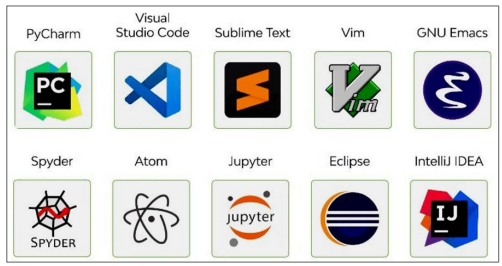 PyCharm
Visual
Studio Code
Sublime Text
Vim
GNU Emacs
PC
Vim
Spyder
Atom
Jupyter
Eclipse
IntelliJ IDEA
SPYDER
jupyter
IJ